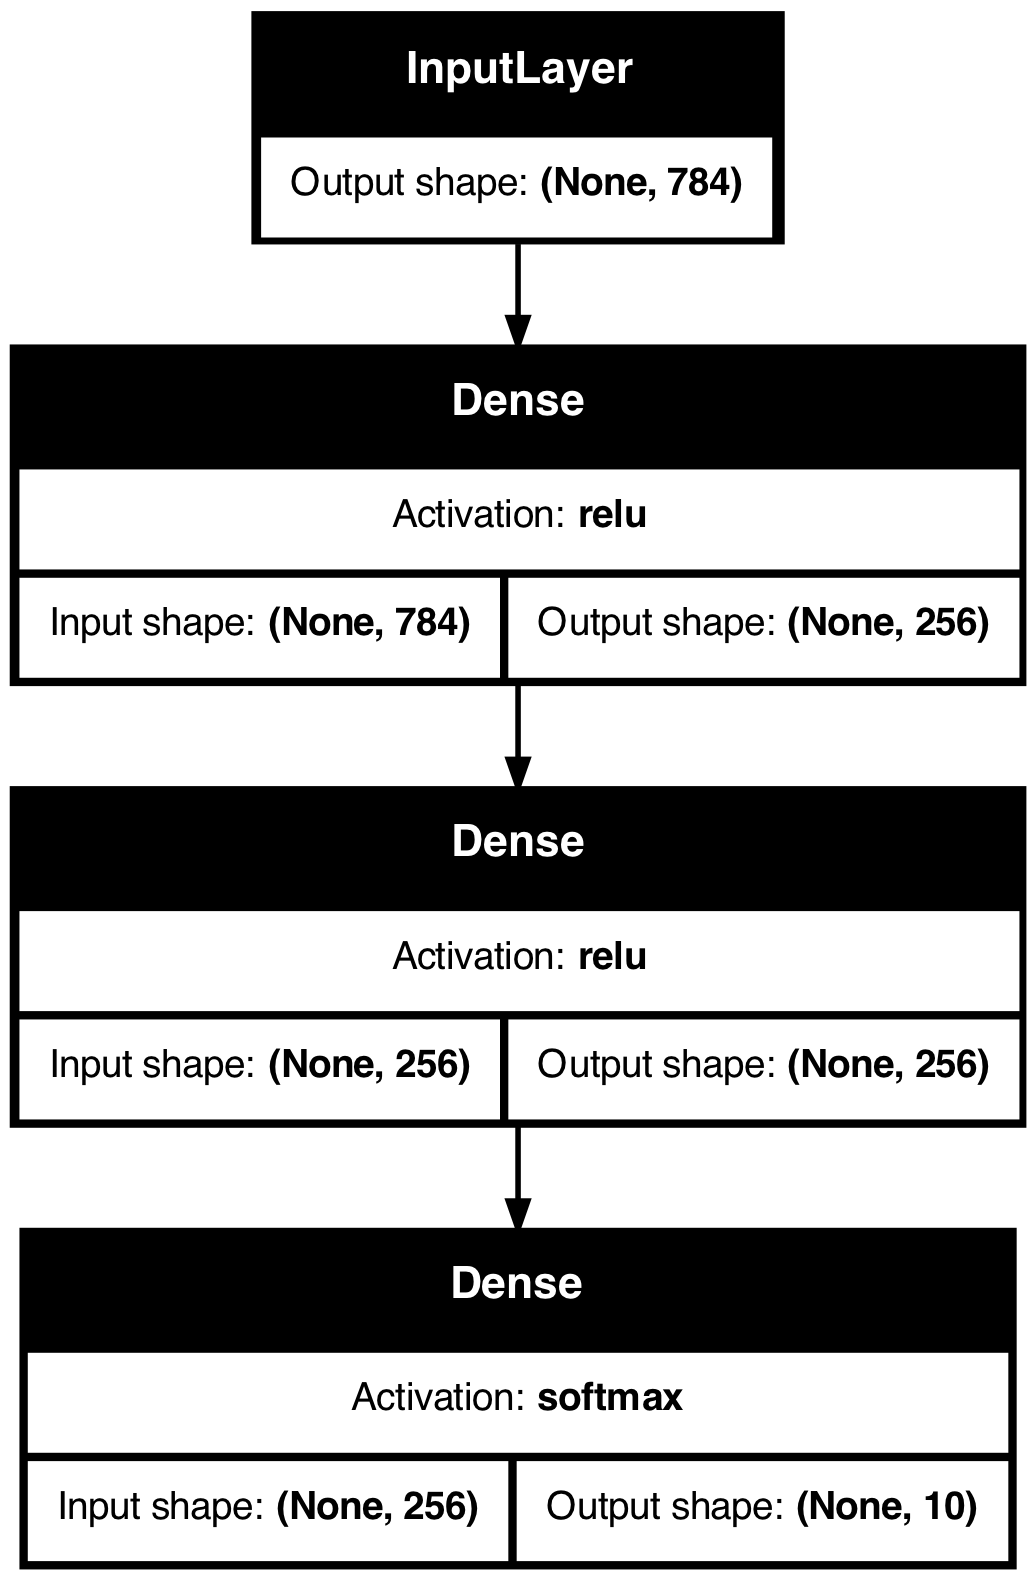 InputLayer
Output shape: (None, 784)
Dense
Activation: relu
Input shape: (None, 784) Output shape: (None, 256)
Dense
Activation: relu
Input shape: (None, 256) Output shape: (None, 256)
Dense
Activation: softmax
Input shape: (None, 256) Output shape: (None, 10)